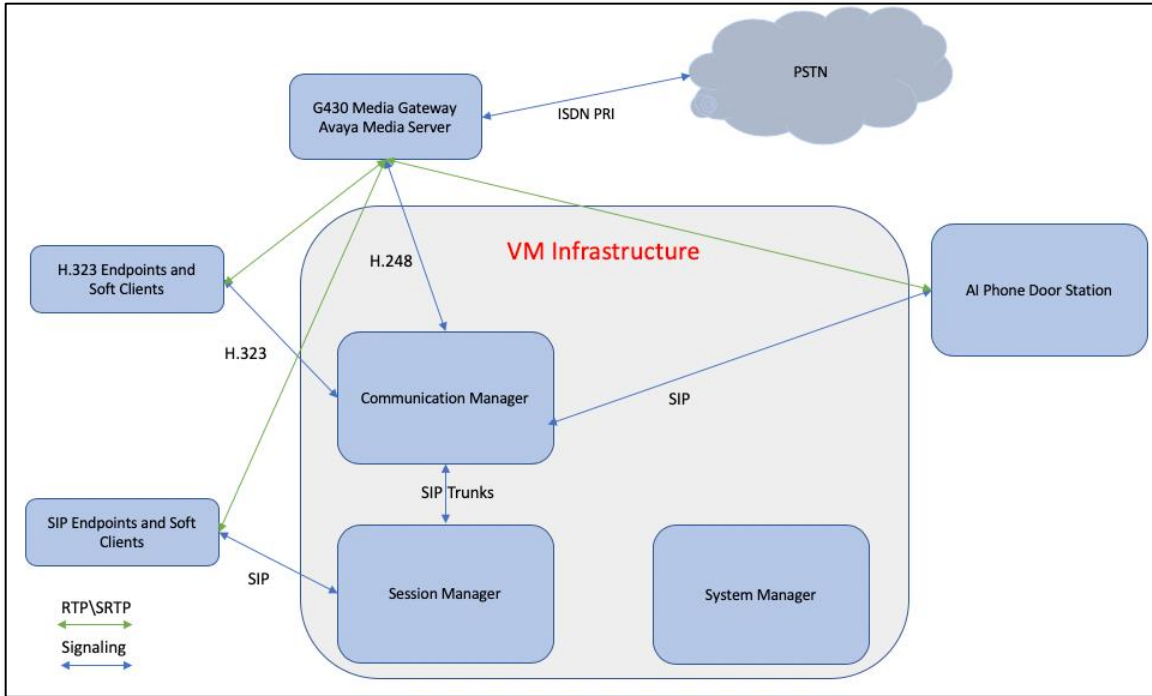 PSTN
G430 Media Gateway
Avaya Media Server
ISDN PRI
VM Infrastructure
H.248
H.323 Endpoints and
Soft Clients
AI Phone Door Station
H.323
Communication Manager
SIP
SIP Trunks
SIP Endpoints and Soft
Clients
SIP
Session Manager
System Manager
RTP\SRTP
Signaling